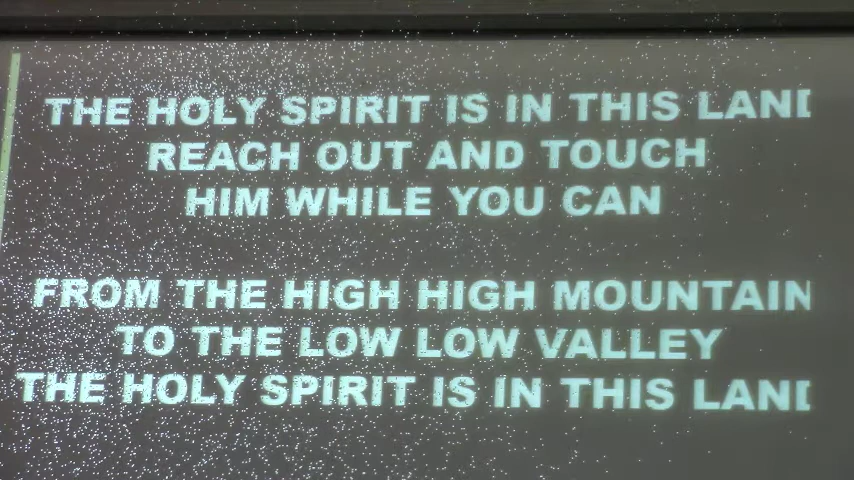 THE HOLY SPIRIT IS IN THIS LAND
REACH OUT AND TOUCH
HIM WHILE YOU CAN
FROM THE HIGH HIGH MOUNTAIN
TO THE LOW LOW VALLEY
THE HOLY SPIRIT IS IN THIS LAND